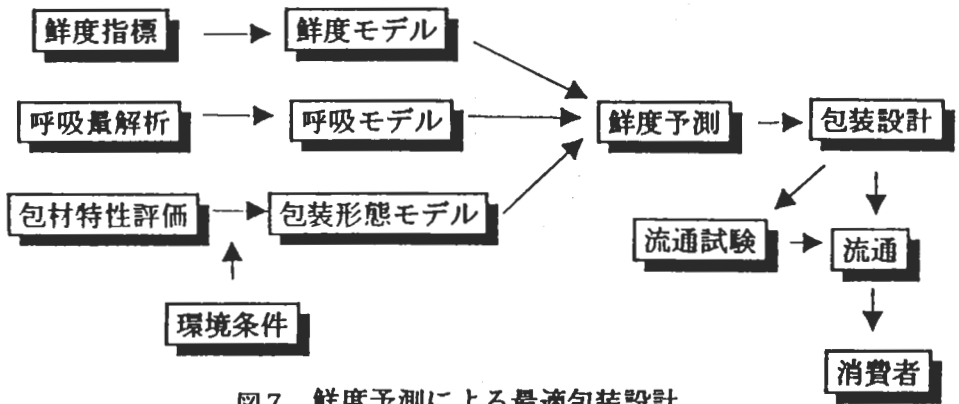 鮮度指標
鮮度モデル
呼吸量解析
呼吸モデル
鮮度予測
包装設計
包材特性評価
包装形態モデル
流通試験
流通
環境条件
消費者
図7 鮮度予測による最適包装設計